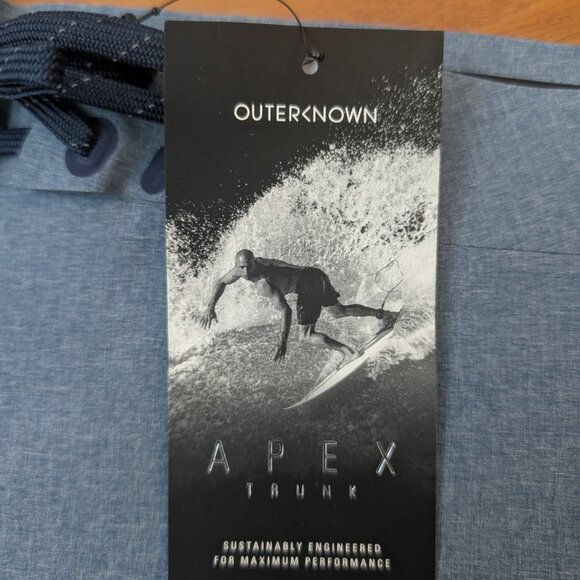 OUTERKNOWN
APEX
TRUNK
SUSTAINABLY ENGINEERED
FOR MAXIMUM PERFORMANCE